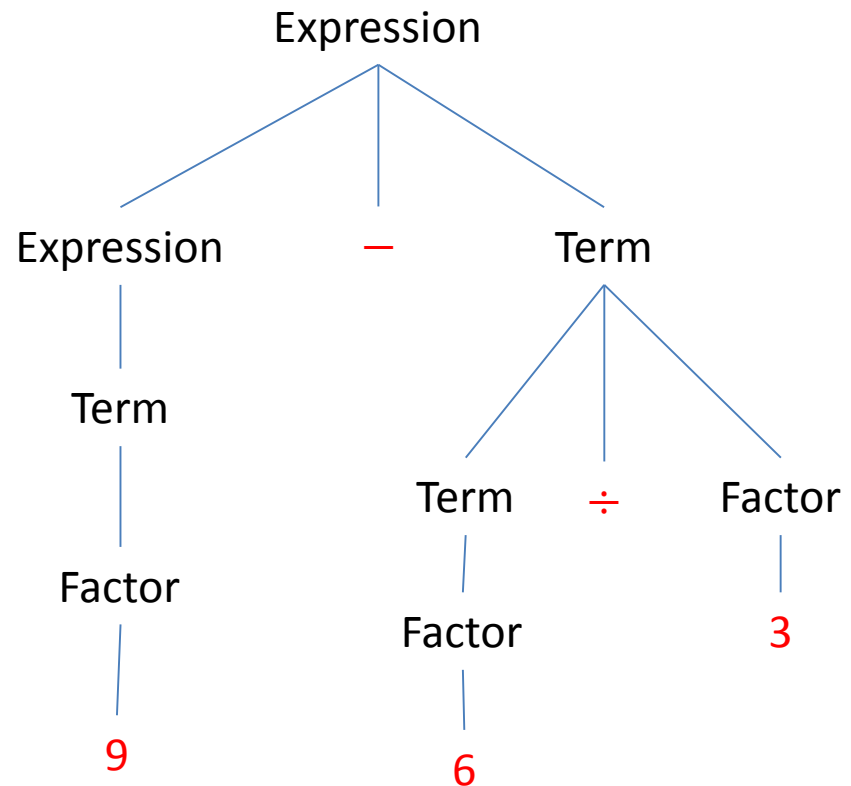 Expression
Expression − Term
Term
Term ÷ Factor
Factor
Factor 3
9
6